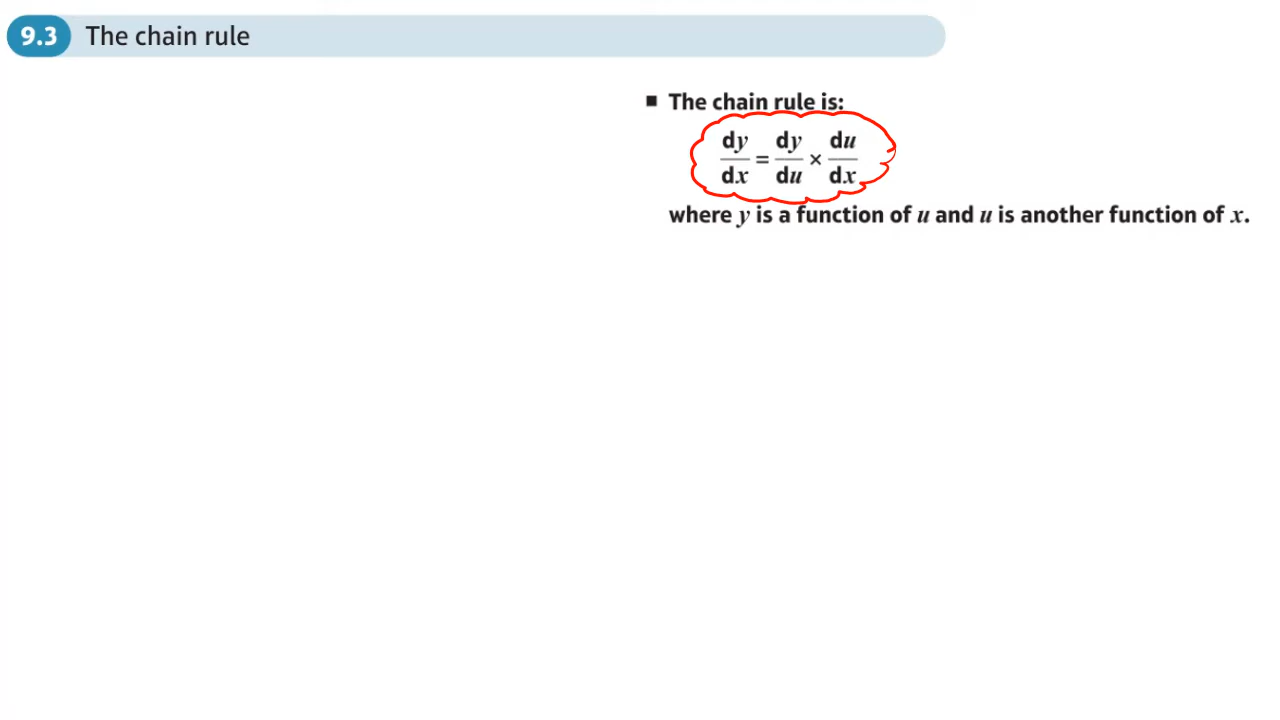 9.3 The chain rule
■ The chain rule is:
dy/dx = dy/du × du/dx
where y is a function of u and u is another function of x.